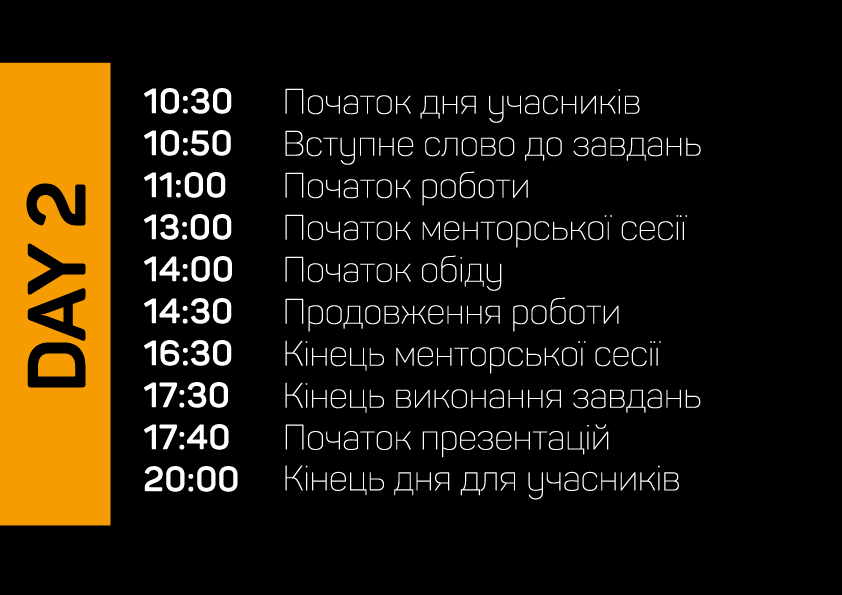 DAY 2
10:30 Початок дня учасників
10:50 Вступне слово до завдань
11:00 Початок роботи
13:00 Початок менторської сесії
14:00 Початок обіду
14:30 Продовження роботи
16:30 Кінець менторської сесії
17:30 Кінець виконання завдань
17:40 Початок презентацій
20:00 Кінець дня для учасників